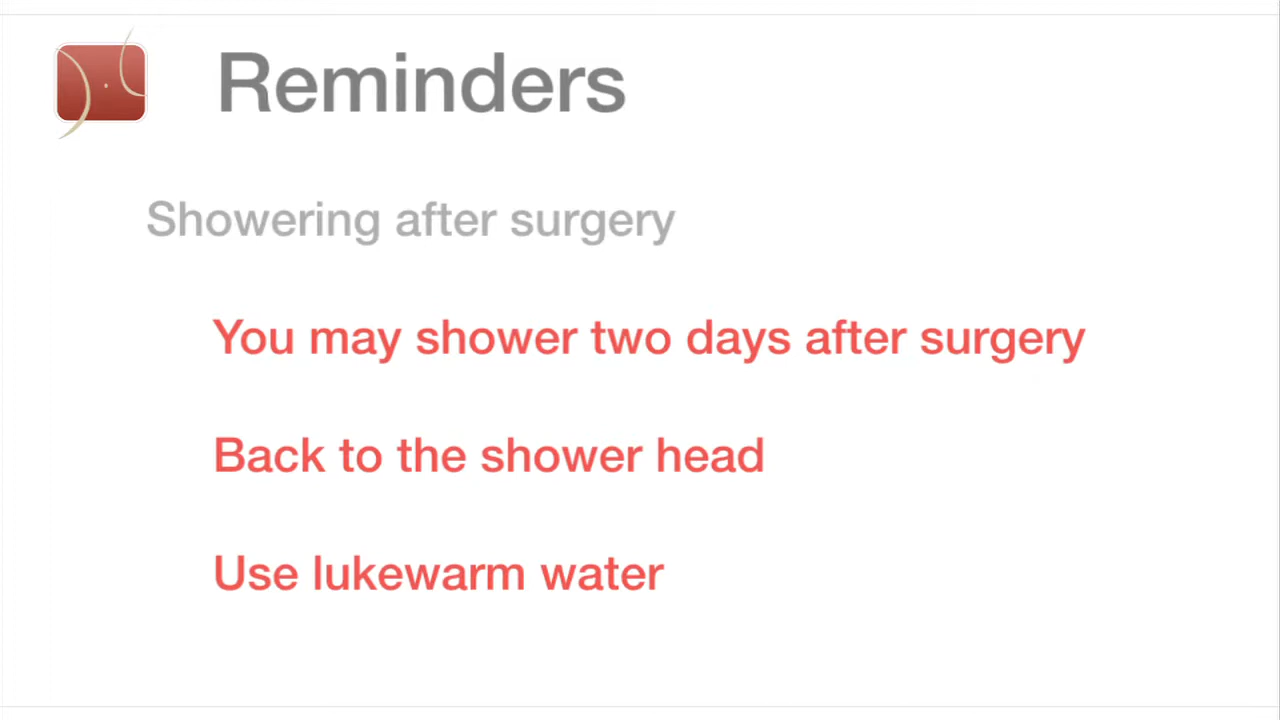 Reminders
Showering after surgery
You may shower two days after surgery
Back to the shower head
Use lukewarm water